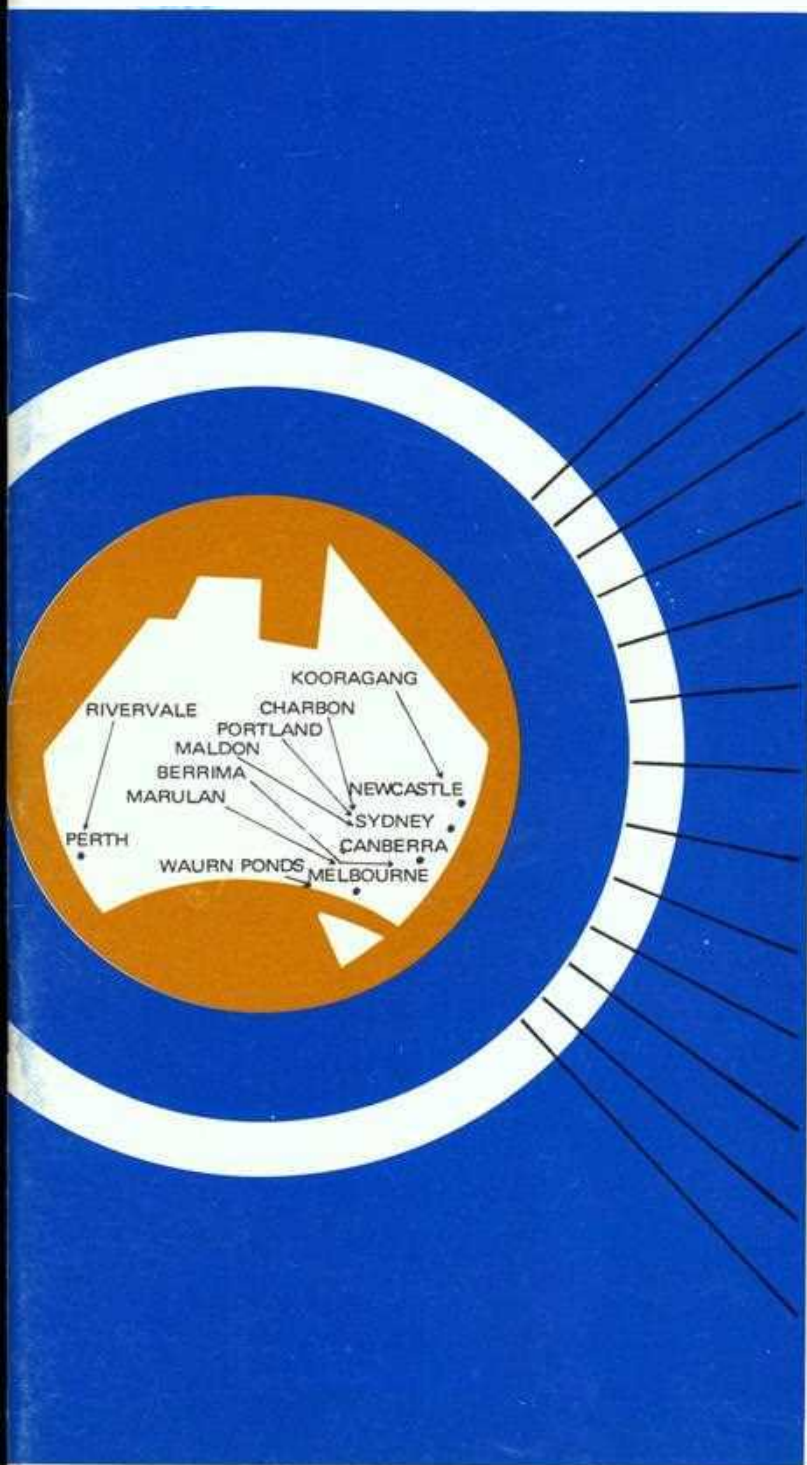 KOORAGANG
RIVERVALE
CHARBON
PORTLAND
MALDON
BERRIMA
MARULAN
NEWCASTLE
SYDNEY
PERTH
CANBERRA
WAURN PONDS
MELBOURNE